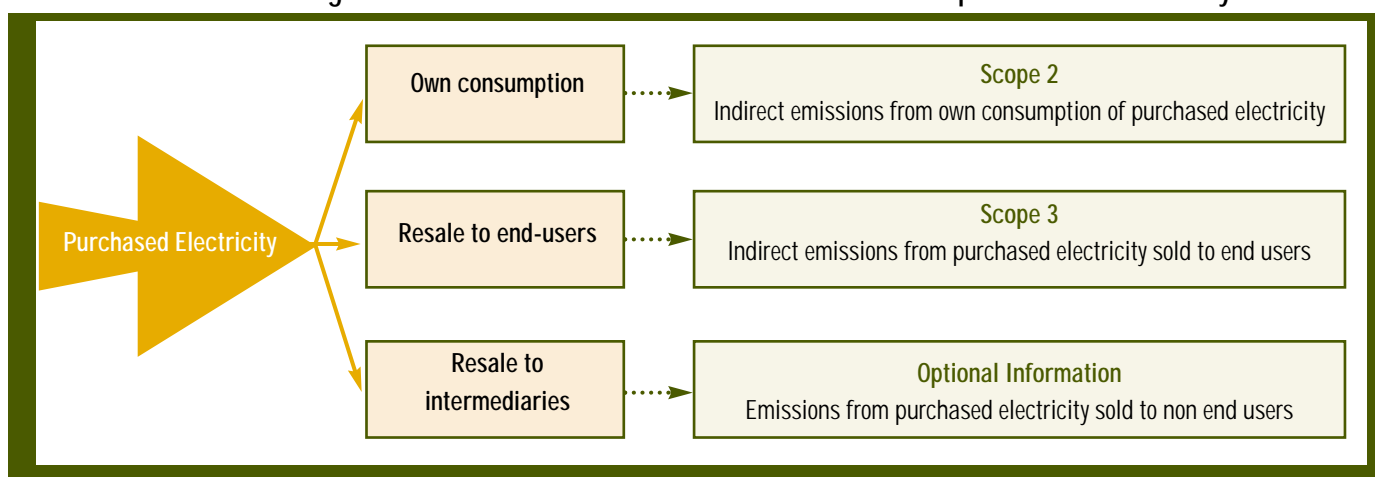 Purchased Electricity
Own consumption
Scope 2
Indirect emissions from own consumption of purchased electricity
Resale to end-users
Scope 3
Indirect emissions from purchased electricity sold to end users
Resale to
intermediaries
Optional Information
Emissions from purchased electricity sold to non end users